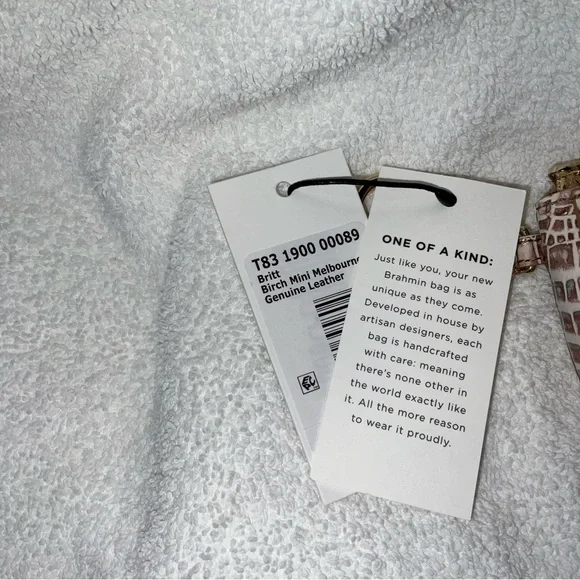 T83 1900 00089
Britt
Birch Mini Melbourne
Genuine Leather
ONE OF A KIND:
Just like you, your new
Brahmin bag is as
unique as they come.
Developed in house by
artisan designers, each
bag is handcrafted
with care: meaning
there's none other in
the world exactly like
it. All the more reason
to wear it proudly.